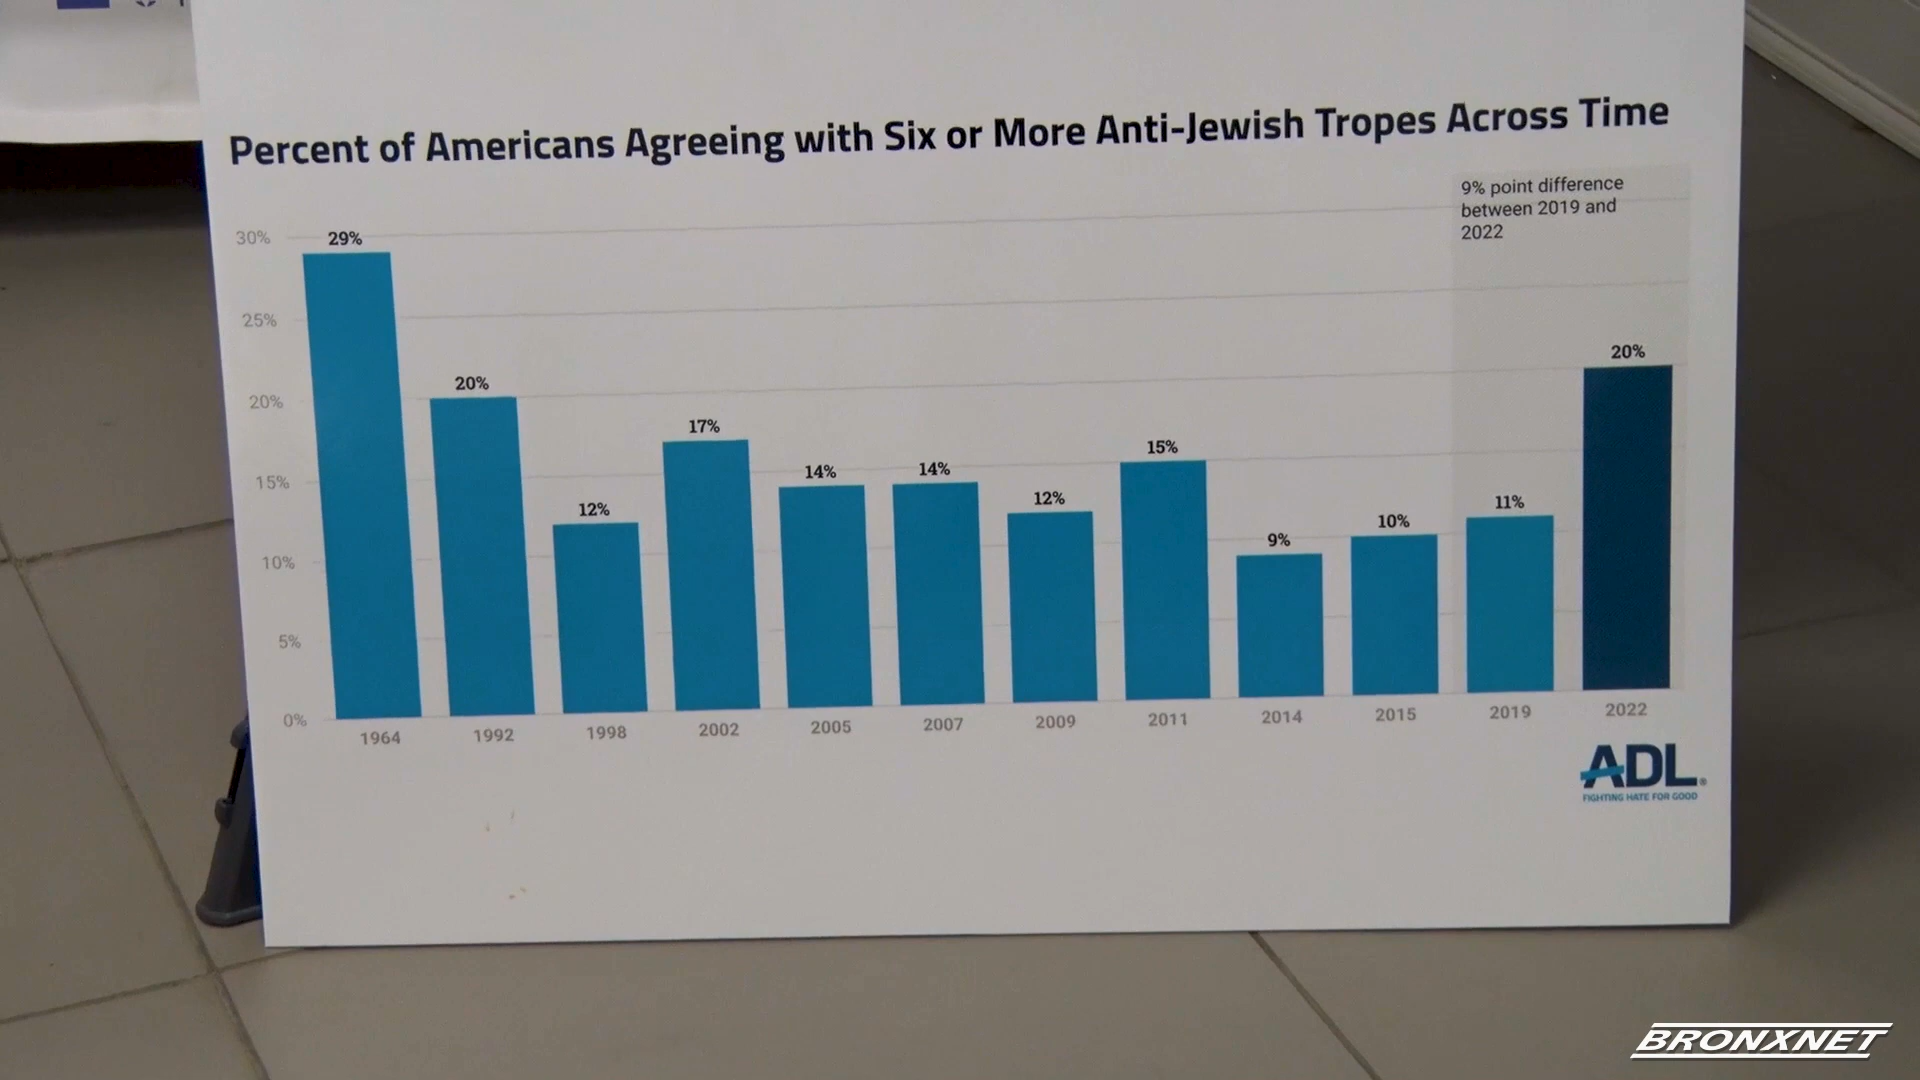 Percent of Americans Agreeing with Six or More Anti-Jewish Tropes Across Time
9% point difference
between 2019 and
2022
30%
25%
20%
15%
10%
5%
0%
29%
20%
12%
17%
14%
14%
12%
15%
9%
10%
11%
20%
1964 1992 1998 2002 2005 2007 2009 2011 2014 2015 2019 2022
ADL®
FIGHTING HATE FOR GOOD
BRONXNET